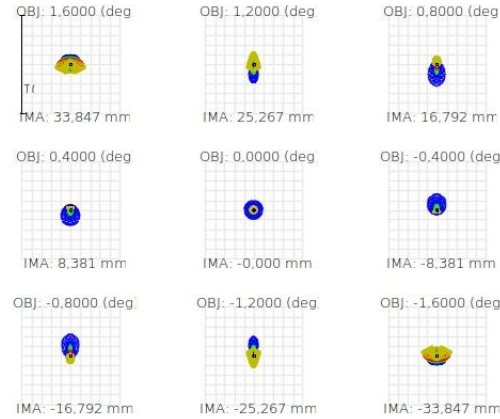 OBJ: 1,6000 (deg
OBJ: 1,2000 (deg
OBJ: 0,8000 (deg
IMA: 33,847 mm
IMA: 25,267 mm
IMA: 16,792 mm
OBJ: 0,4000 (deg
OBJ: 0,0000 (deg
OBJ: -0,4000 (deg
IMA: 8,381 mm
IMA: -0,000 mm
IMA: -8,381 mm
OBJ: -0,8000 (deg
OBJ: -1,2000 (deg
OBJ: -1,6000 (deg
IMA: -16,792 mm
IMA: -25,267 mm
IMA: -33,847 mm